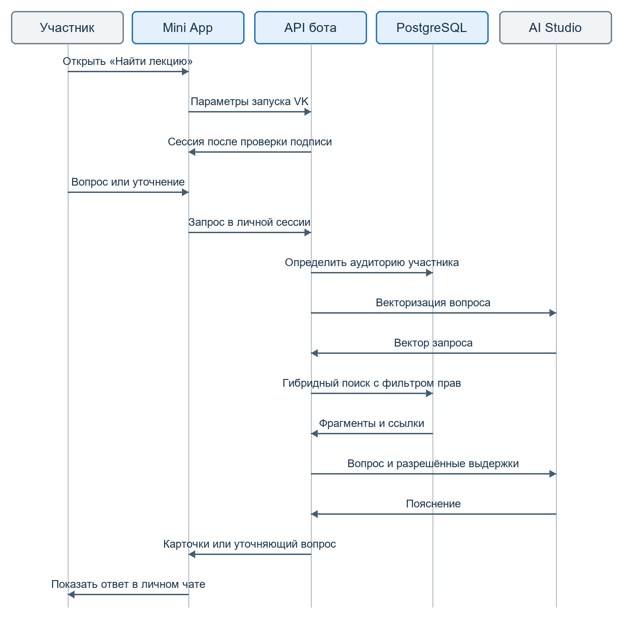 Участник
Mini App
API бота
PostgreSQL
AI Studio
Открыть «Найти лекцию»
Параметры запуска VK
Сессия после проверки подписи
Вопрос или уточнение
Запрос в личной сессии
Определить аудиторию участника
Векторизация вопроса
Вектор запроса
Гибридный поиск с фильтром прав
Фрагменты и ссылки
Вопрос и разрешённые выдержки
Пояснение
Карточки или уточняющий вопрос
Показать ответ в личном чате